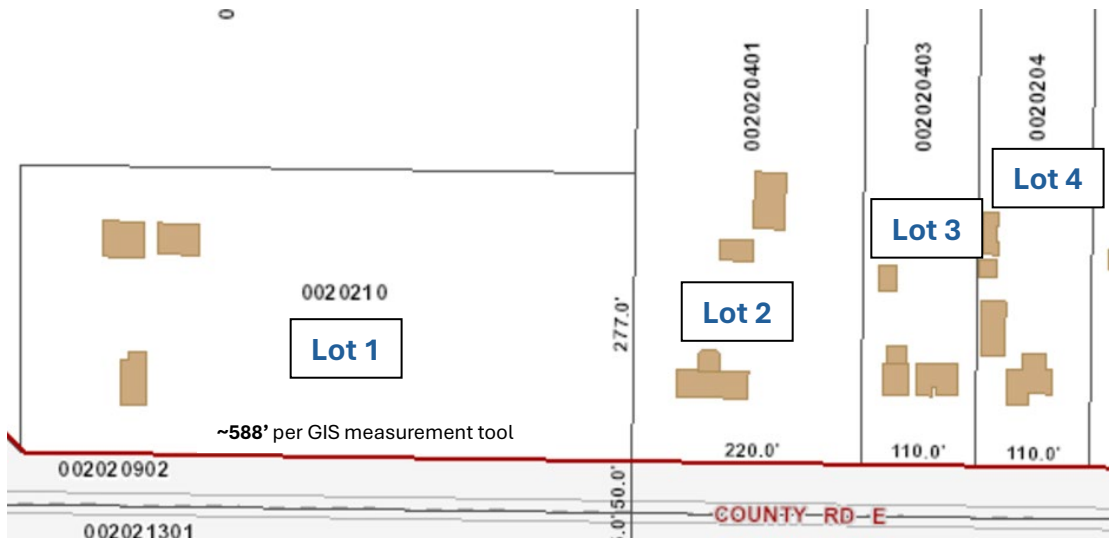 0
002020401
002020403
0020204
Lot 4
Lot 3
0020210
Lot 2
277.0'
Lot 1
~588’ per GIS measurement tool
220.0'
110.0'
110.0'
002020902
50.0'
.0'
COUNTY RD E
002021301